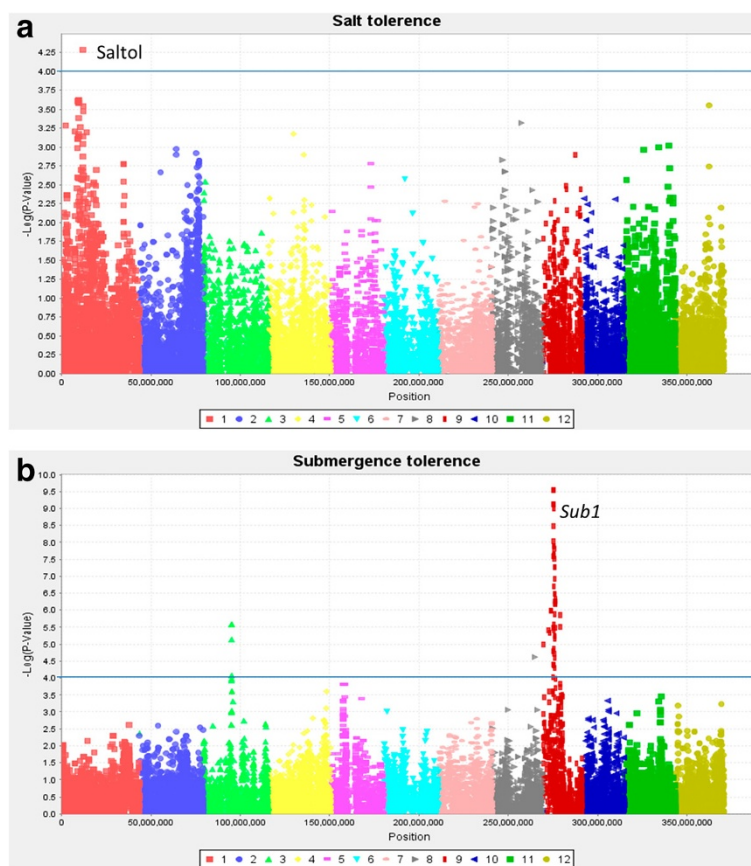 a
Salt tolerence
Saltol
-Log(P-Value)
4.25
4.00
3.75
3.50
3.25
3.00
2.75
2.50
2.25
2.00
1.75
1.50
1.25
1.00
0.75
0.50
0.25
0.00
0 50,000,000 100,000,000 150,000,000 200,000,000 250,000,000 300,000,000 350,000,000
Position
1 2 3 4 5 6 7 8 9 10 11 12
b
Submergence tolerence
Sub1
-Log(P-Value)
10.0
9.5
9.0
8.5
8.0
7.5
7.0
6.5
6.0
5.5
5.0
4.5
4.0
3.5
3.0
2.5
2.0
1.5
1.0
0.5
0.0
0 50,000,000 100,000,000 150,000,000 200,000,000 250,000,000 300,000,000 350,000,000
Position
1 2 3 4 5 6 7 8 9 10 11 12